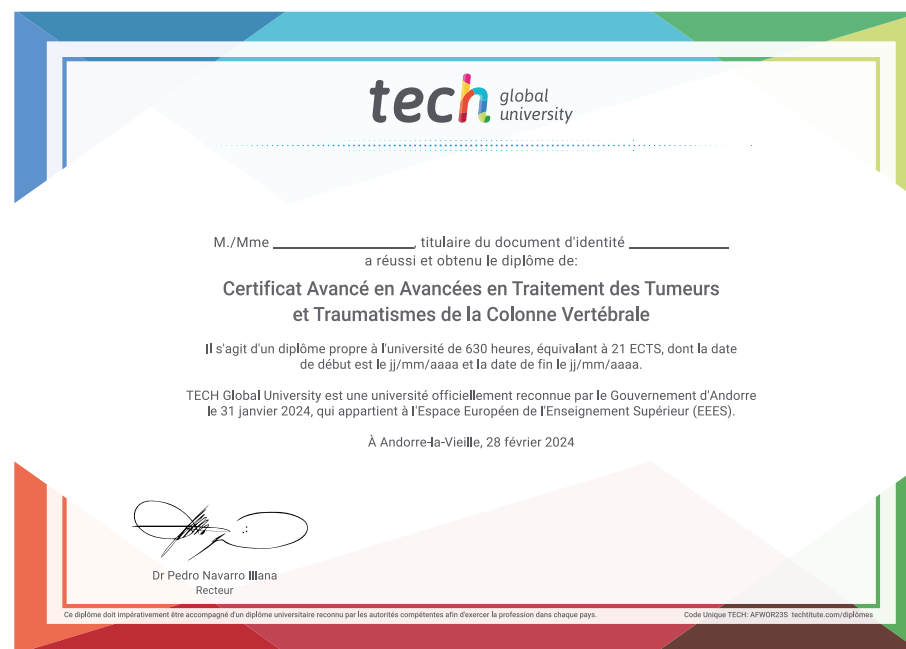 tech global
university
M./Mme ____________, titulaire du document d'identité ____________
a réussi et obtenu le diplôme de:
Certificat Avancé en Avancées en Traitement des Tumeurs
et Traumatismes de la Colonne Vertébrale
Il s'agit d'un diplôme propre à l'université de 630 heures, équivalant à 21 ECTS, dont la date
de début est le jj/mm/aaaa et la date de fin le jj/mm/aaaa.
TECH Global University est une université officiellement reconnue par le Gouvernement d'Andorre
le 31 janvier 2024, qui appartient à l'Espace Européen de l'Enseignement Supérieur (EEES).
À Andorre-la-Vieille, 28 février 2024
Dr Pedro Navarro Illana
Recteur
Ce diplôme doit impérativement être accompagné d'un diplôme universitaire reconnu par les autorités compétentes afin d'exercer la profession dans chaque pays.
Code Unique TECH: AFWOR23S techtitute.com/diplômes